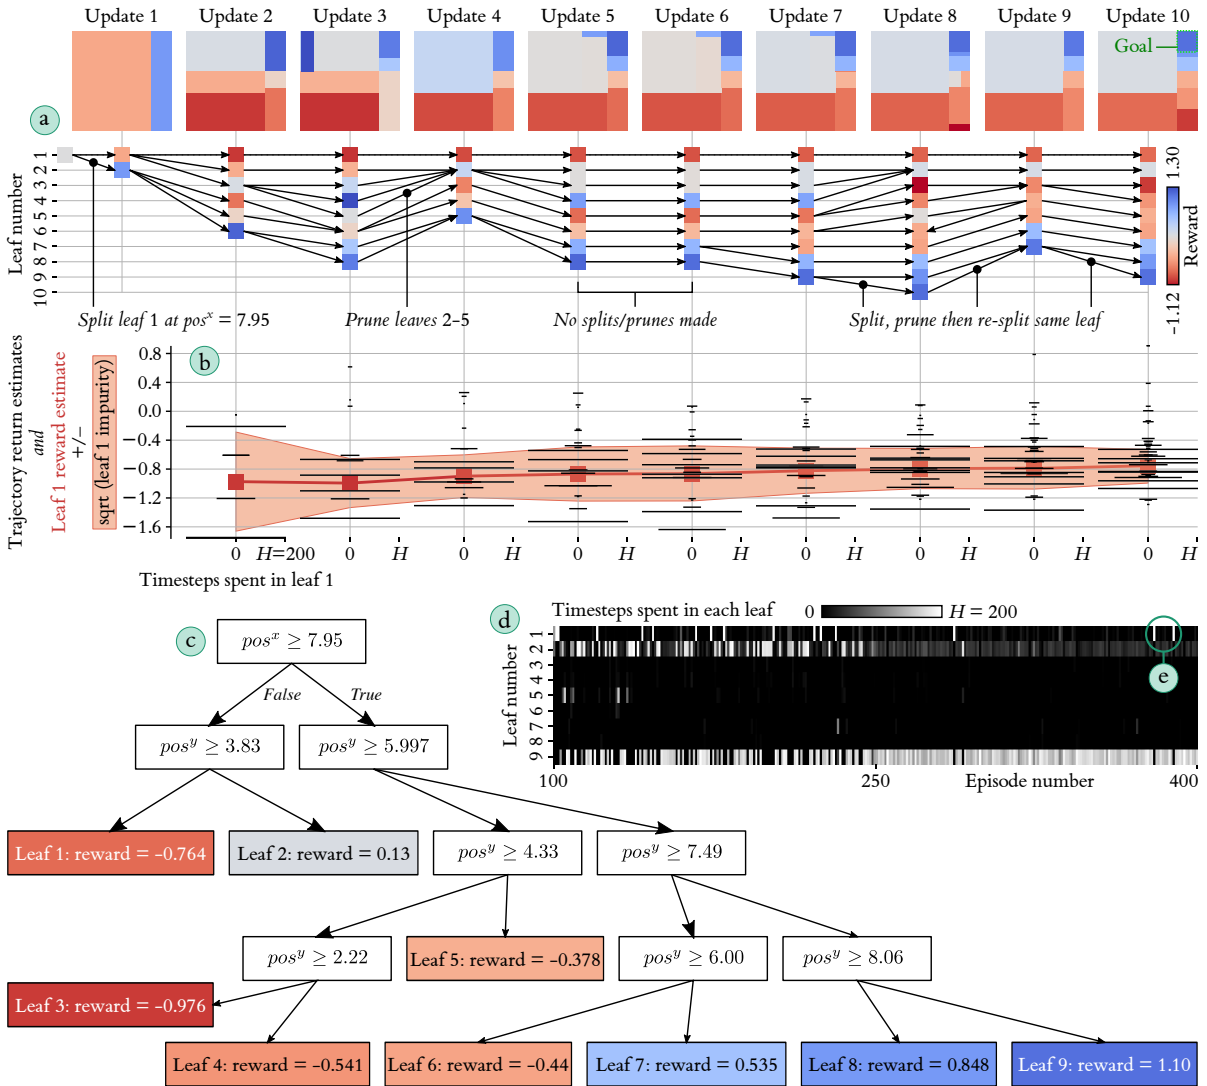 Update 1 Update 2 Update 3 Update 4 Update 5 Update 6 Update 7 Update 8 Update 9 Update 10
Goal
a
Leaf number
1
2
3
4
5
6
7
8
9
10
1.30
Reward
−1.12
Split leaf 1 at pos^x = 7.95
Prune leaves 2–5
No splits/prunes made
Split, prune then re-split same leaf
b
Trajectory return estimates
and
Leaf 1 reward estimate
+/−
sqrt (leaf 1 impurity)
0.8
0.4
0.0
−0.4
−0.8
−1.2
−1.6
0 H=200 0 H 0 H 0 H 0 H 0 H 0 H 0 H 0 H
Timesteps spent in leaf 1
c
pos^x ≥ 7.95
False True
pos^y ≥ 3.83 pos^y ≥ 5.997
Leaf 1: reward = −0.764 Leaf 2: reward = 0.13 pos^y ≥ 4.33 pos^y ≥ 7.49
pos^y ≥ 2.22 Leaf 5: reward = −0.378 pos^y ≥ 6.00 pos^y ≥ 8.06
Leaf 3: reward = −0.976
Leaf 4: reward = −0.541 Leaf 6: reward = −0.44 Leaf 7: reward = 0.535 Leaf 8: reward = 0.848 Leaf 9: reward = 1.10
d
Timesteps spent in each leaf 0 H = 200
Leaf number
1
2
3
4
5
6
7
8
9
e
100 250 Episode number 400